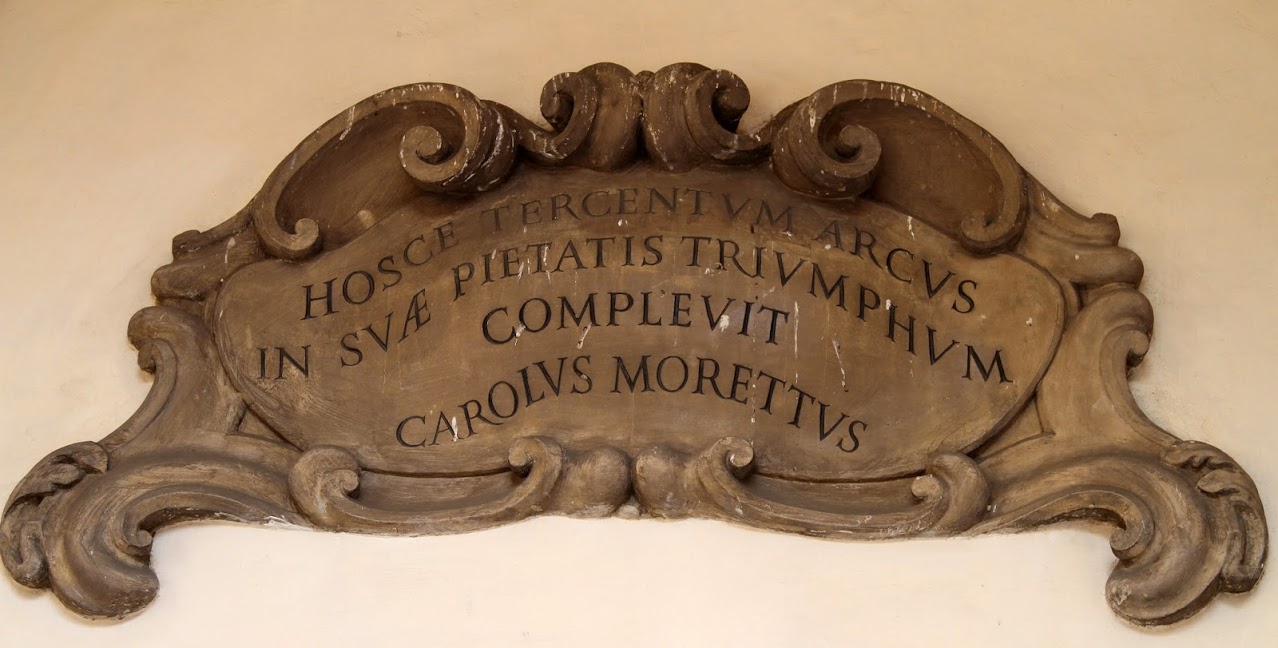 HOSCE TERCENTVM ARCVS
IN SVÆ PIETATIS TRIVMPHVM
COMPLEVIT
CAROLVS MORETTVS